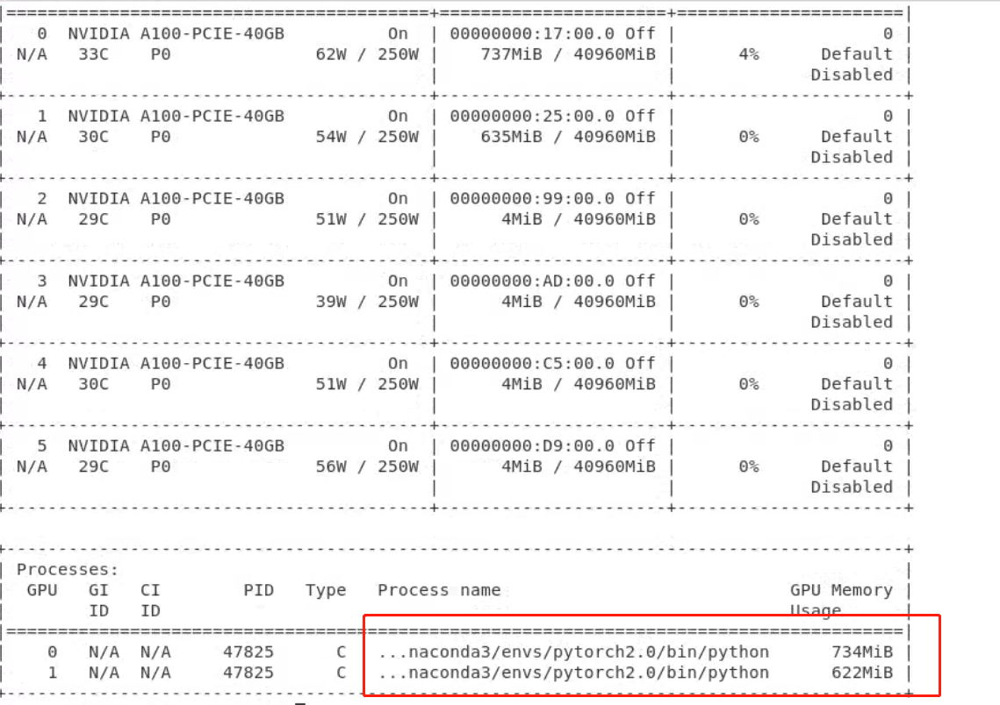 |=========================================+======================+======================|
| 0 NVIDIA A100-PCIE-40GB On | 00000000:17:00.0 Off | 0 |
| N/A 33C P0 62W / 250W | 737MiB / 40960MiB | 4% Default |
| | | Disabled |
+-----------------------------------------+----------------------+----------------------+
| 1 NVIDIA A100-PCIE-40GB On | 00000000:25:00.0 Off | 0 |
| N/A 30C P0 54W / 250W | 635MiB / 40960MiB | 0% Default |
| | | Disabled |
+-----------------------------------------+----------------------+----------------------+
| 2 NVIDIA A100-PCIE-40GB On | 00000000:99:00.0 Off | 0 |
| N/A 29C P0 51W / 250W | 4MiB / 40960MiB | 0% Default |
| | | Disabled |
+-----------------------------------------+----------------------+----------------------+
| 3 NVIDIA A100-PCIE-40GB On | 00000000:AD:00.0 Off | 0 |
| N/A 29C P0 39W / 250W | 4MiB / 40960MiB | 0% Default |
| | | Disabled |
+-----------------------------------------+----------------------+----------------------+
| 4 NVIDIA A100-PCIE-40GB On | 00000000:C5:00.0 Off | 0 |
| N/A 30C P0 51W / 250W | 4MiB / 40960MiB | 0% Default |
| | | Disabled |
+-----------------------------------------+----------------------+----------------------+
| 5 NVIDIA A100-PCIE-40GB On | 00000000:D9:00.0 Off | 0 |
| N/A 29C P0 56W / 250W | 4MiB / 40960MiB | 0% Default |
| | | Disabled |
+-----------------------------------------+----------------------+----------------------+
+---------------------------------------------------------------------------------------+
| Processes: |
| GPU GI CI PID Type Process name GPU Memory |
| ID ID Usage |
|=======================================================================================|
| 0 N/A N/A 47825 C ...naconda3/envs/pytorch2.0/bin/python 734MiB |
| 1 N/A N/A 47825 C ...naconda3/envs/pytorch2.0/bin/python 622MiB |
+---------------------------------------------------------------------------------------+